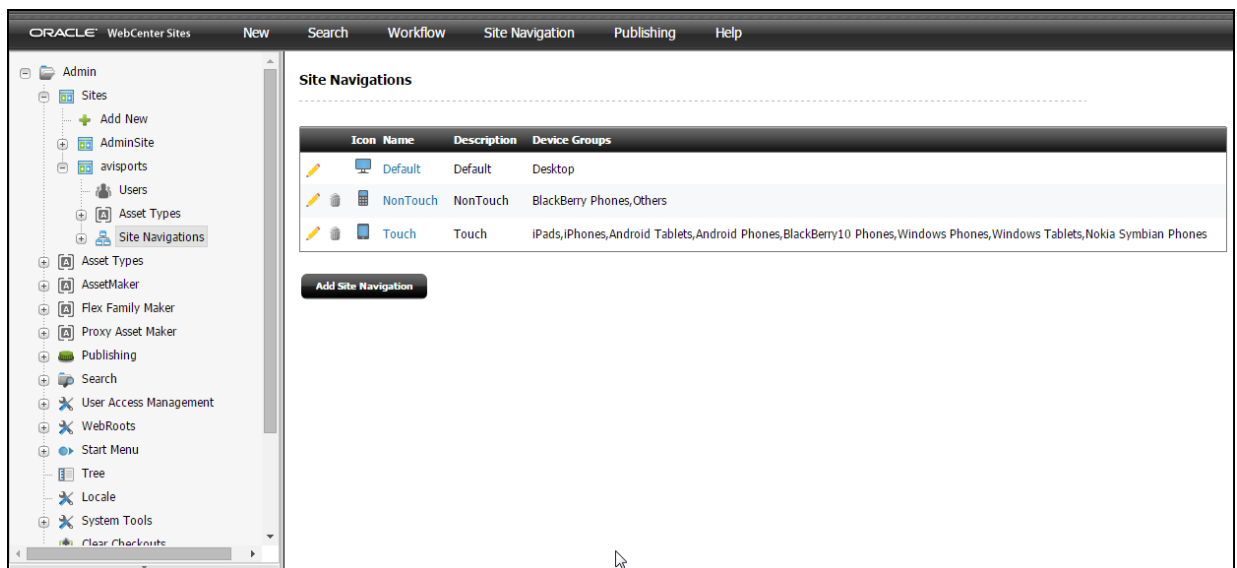 ORACLE WebCenter Sites New Search Workflow Site Navigation Publishing Help
Admin
Sites
Add New
AdminSite
avisports
Users
Asset Types
Site Navigations
Asset Types
AssetMaker
Flex Family Maker
Proxy Asset Maker
Publishing
Search
User Access Management
WebRoots
Start Menu
Tree
Locale
System Tools
Clear Checkouts
Site Navigations
Icon Name Description Device Groups
Default Default Desktop
NonTouch NonTouch BlackBerry Phones,Others
Touch Touch iPads,iPhones,Android Tablets,Android Phones,BlackBerry10 Phones,Windows Phones,Windows Tablets,Nokia Symbian Phones
Add Site Navigation